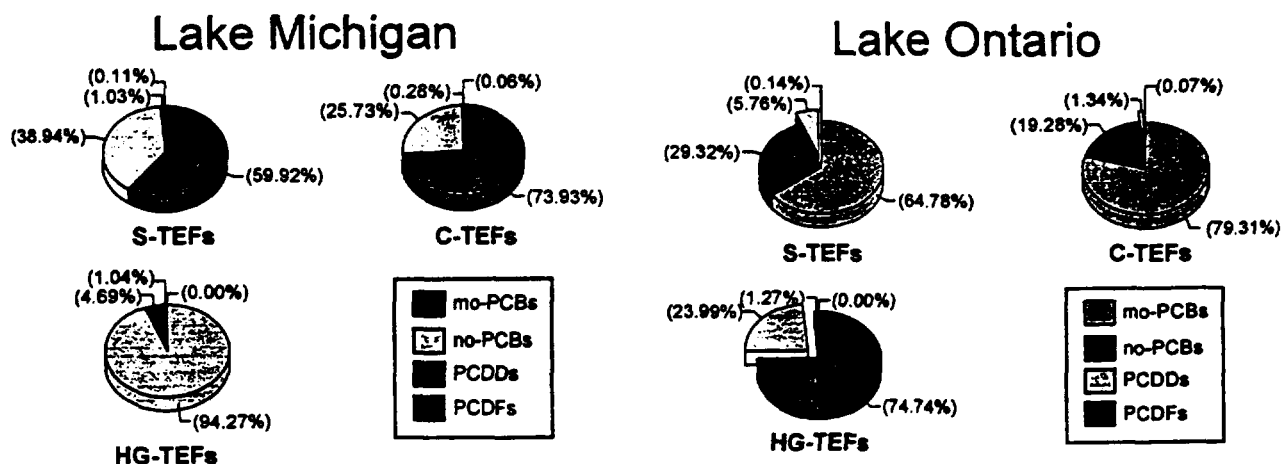 Lake Michigan
(0.11%)
(1.03%)
(38.94%)
(59.92%)
S-TEFs
(0.28%)
(0.06%)
(25.73%)
(73.93%)
C-TEFs
(1.04%)
(4.69%)
(0.00%)
(94.27%)
HG-TEFs
mo-PCBs
no-PCBs
PCDDs
PCDFs
Lake Ontario
(0.14%)
(5.76%)
(29.32%)
(64.78%)
S-TEFs
(1.34%)
(0.07%)
(19.28%)
(79.31%)
C-TEFs
(1.27%)
(0.00%)
(23.99%)
(74.74%)
HG-TEFs
mo-PCBs
no-PCBs
PCDDs
PCDFs